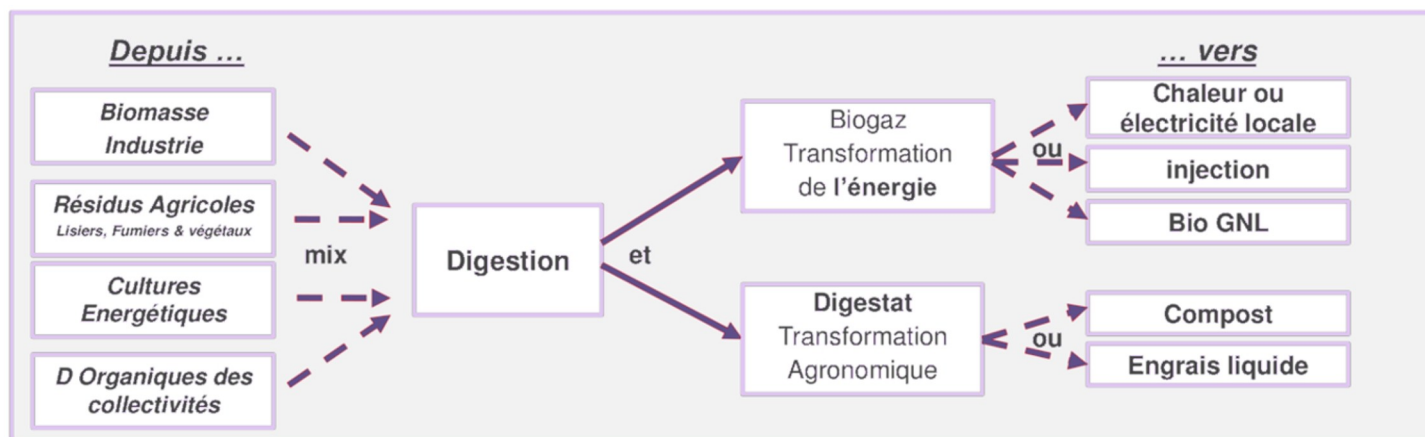 Depuis ...
Biomasse
Industrie
Résidus Agricoles
Lisiers, Fumiers & végétaux
Cultures
Energétiques
D Organiques des
collectivités
mix
Digestion
et
Biogaz
Transformation
de l'énergie
Digestat
Transformation
Agronomique
... vers
Chaleur ou
électricité locale
ou
injection
Bio GNL
Compost
ou
Engrais liquide